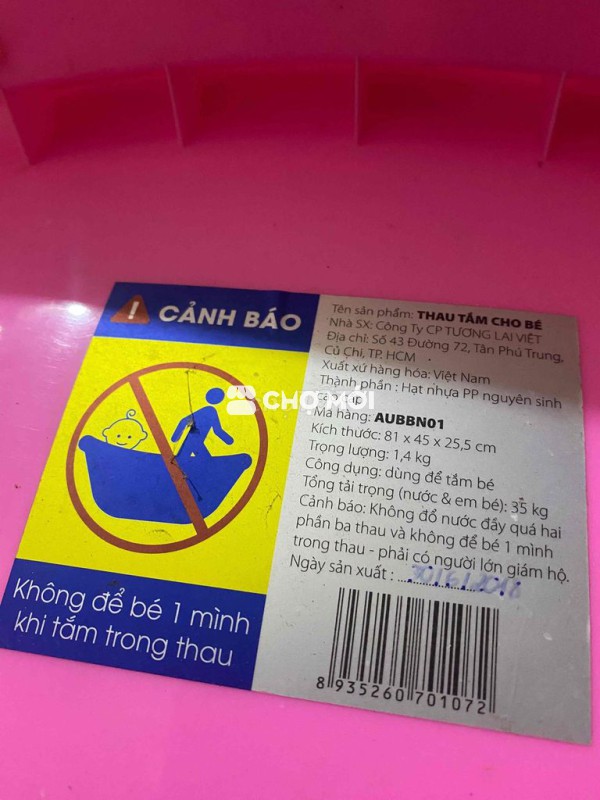 CẢNH BÁO
Không để bé 1 mình
khi tắm trong thau
Tên sản phẩm: THAU TẮM CHO BÉ
Nhà SX: Công Ty CP TƯƠNG LAI VIỆT
Địa chỉ: Số 43 Đường 72, Tân Phú Trung,
Củ Chi, TP. HCM
Xuất xứ hàng hóa: Việt Nam
Thành phần : Hạt nhựa PP nguyên sinh
cao cấp
CHỢ MỚI
Mã hàng: AUBBN01
Kích thước: 81 x 45 x 25,5 cm
Trọng lượng: 1,4 kg
Công dụng: dùng để tắm bé
Tổng tải trọng (nước & em bé): 35 kg
Cảnh báo: Không đổ nước đầy quá hai
phần ba thau và không để bé 1 mình
trong thau - phải có người lớn giám hộ.
Ngày sản xuất :
8 935260 701072